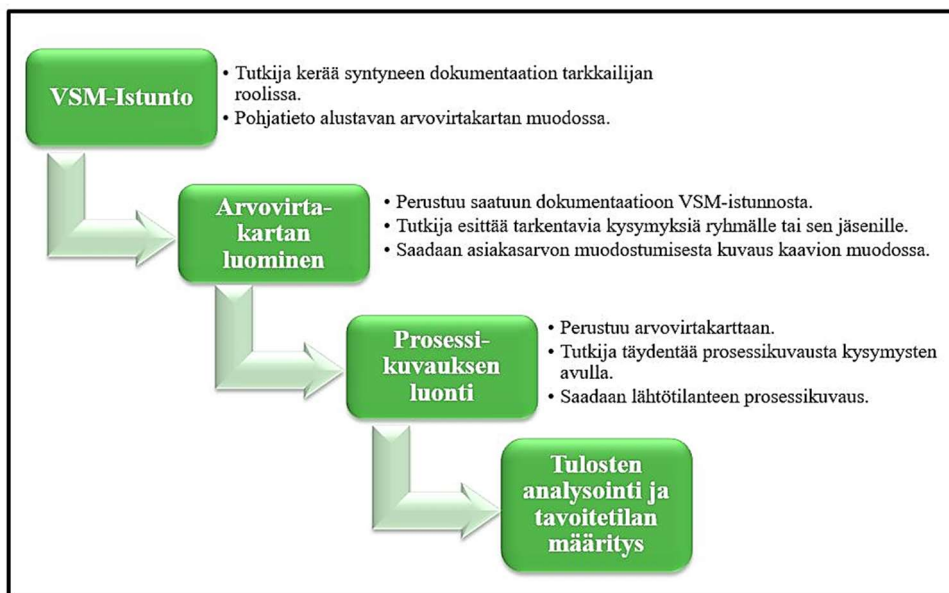 VSM-Istunto
• Tutkija kerää syntyneen dokumentaation tarkkailijan
roolissa.
• Pohjatieto alustavan arvovirtakartan muodossa.
Arvovirta-
kartan
luominen
• Perustuu saatuun dokumentaatioon VSM-istunnosta.
• Tutkija esittää tarkentavia kysymyksiä ryhmälle tai sen jäsenille.
• Saadaan asiakasarvon muodostumisesta kuvaus kaavion muodossa.
Prosessi-
kuvauksen
luonti
• Perustuu arvovirtakarttaan.
• Tutkija täydentää prosessikuvausta kysymysten
avulla.
• Saadaan lähtötilanteen prosessikuvaus.
Tulosten
analysointi ja
tavoitetilan
määritys